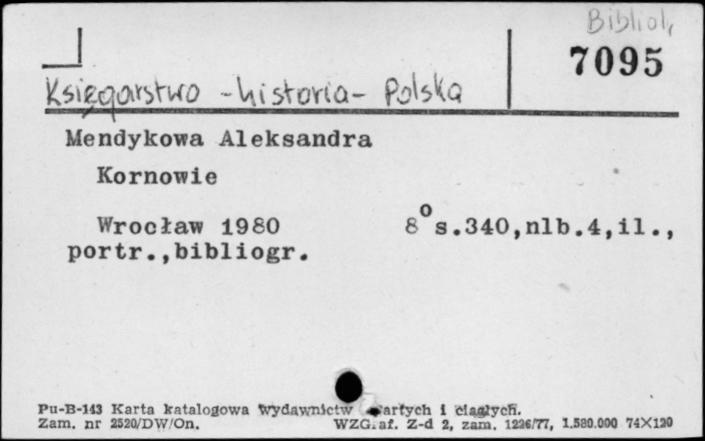 Bibliot.
7095
Księgarstwo - historia - Polska
Mendykowa Aleksandra
Kornowie
Wrocław 1980 8° s.340,nlb.4,il.,
portr.,bibliogr.
Pu-B-143 Karta katalogowa wydawnictw zwartych i ciągłych.
Zam. nr 2520/DW/On. WZGraf. Z-d 2, zam. 1226/77, 1.580.000 74X120